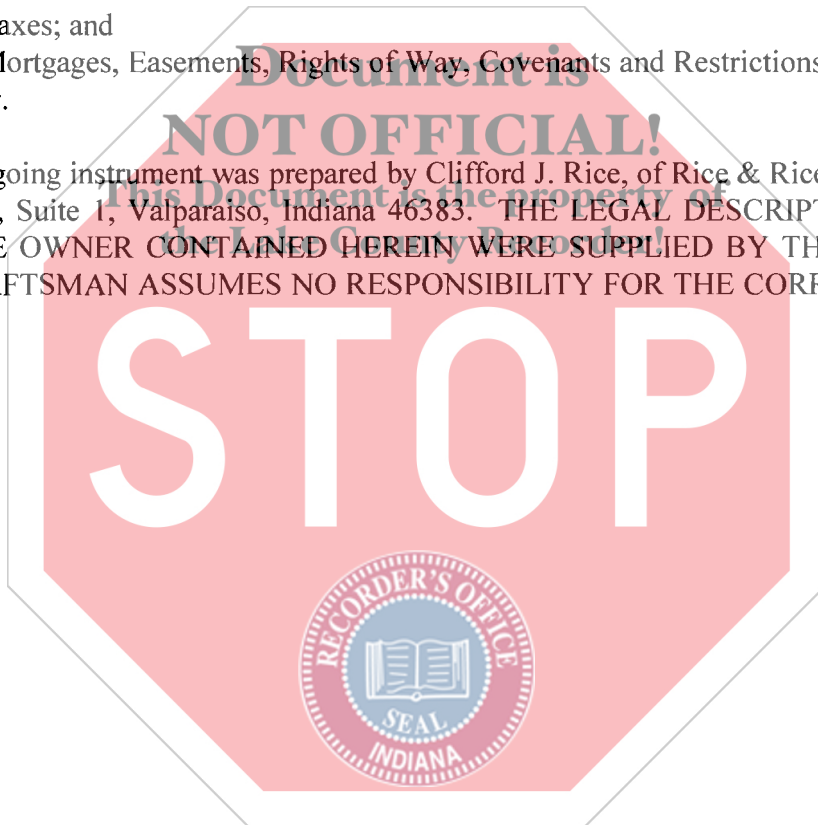 axes; and
Mortgages, Easements, Rights of Way, Covenants and Restrictions
Document is
NOT OFFICIAL!
going instrument was prepared by Clifford J. Rice, of Rice & Rice
This Document is the property of
, Suite 1, Valparaiso, Indiana 46383. THE LEGAL DESCRIPT
the Lake County Recorder!
E OWNER CONTAINED HEREIN WERE SUPPLIED BY TH
AFTSMAN ASSUMES NO RESPONSIBILITY FOR THE CORR
STOP
RECORDER'S OFFICE
SEAL
INDIANA